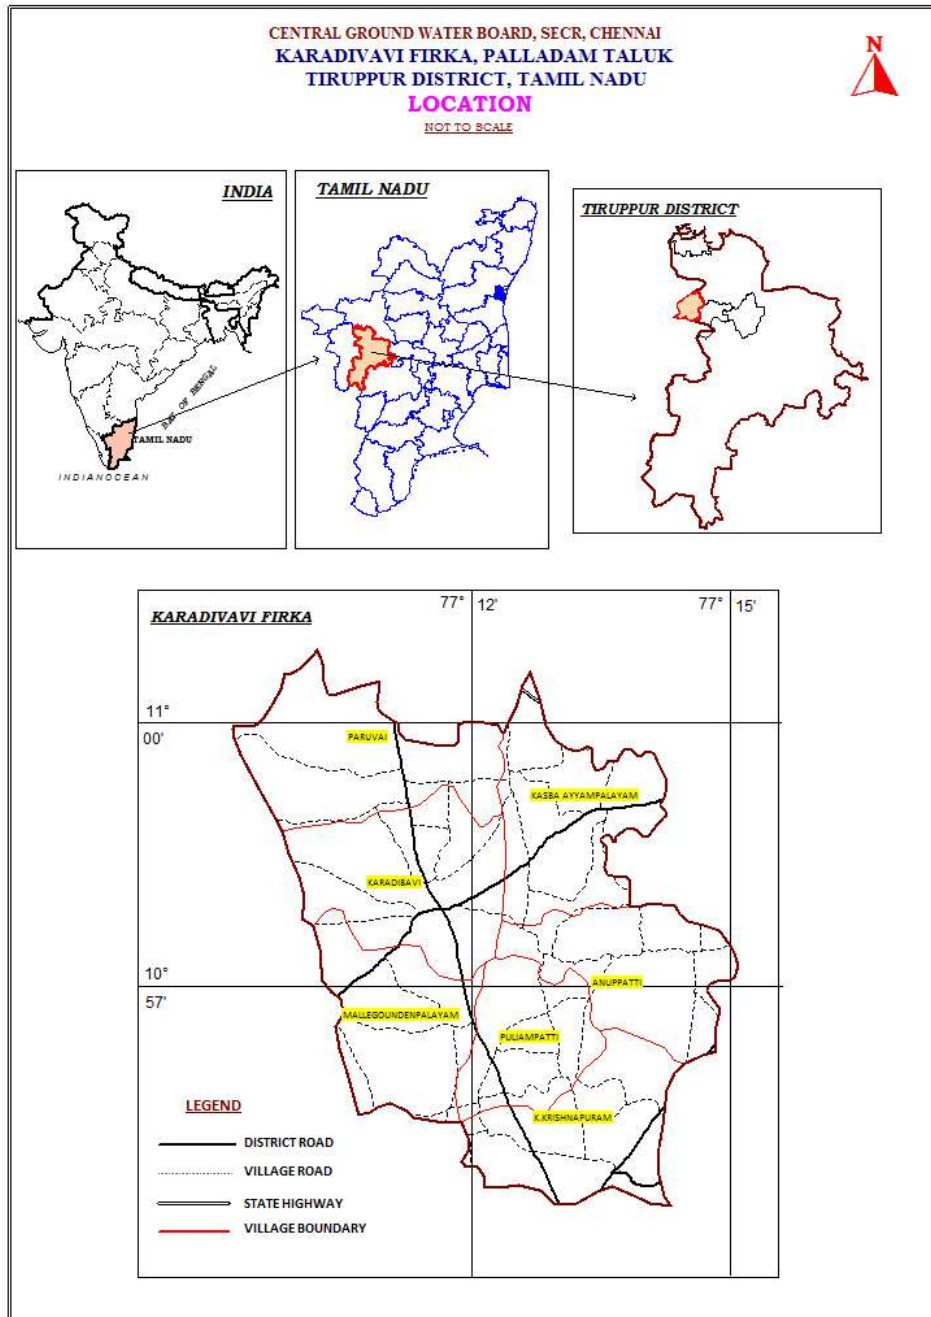 CENTRAL GROUND WATER BOARD, SECR, CHENNAI
KARADIVAVI FIRKA, PALLADAM TALUK
TIRUPPUR DISTRICT, TAMIL NADU
LOCATION
NOT TO SCALE
N
INDIA
BAY OF BENGAL
TAMIL NADU
INDIANOCEAN
TAMIL NADU
TIRUPPUR DISTRICT
KARADIVAVI FIRKA
77° 12'
77° 15'
11°
00'
PARUVAI
KASBA AYYAMPALAYAM
KARADIBAVI
10°
57'
ANUPPATTI
MALLEGOUNDENPALAYAM
PULIAMPATTI
K.KRISHNAPURAM
LEGEND
DISTRICT ROAD
VILLAGE ROAD
STATE HIGHWAY
VILLAGE BOUNDARY